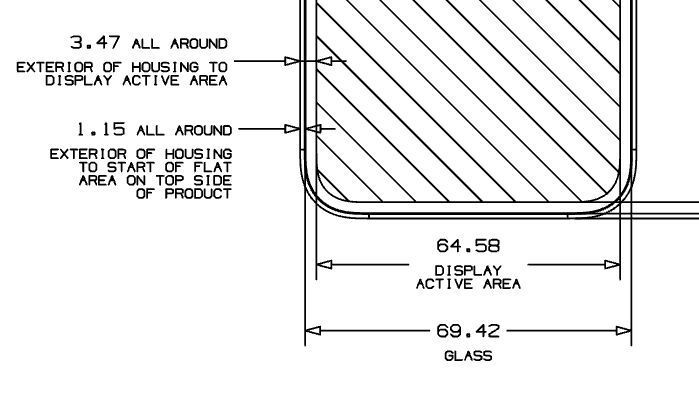 3.47 ALL AROUND
EXTERIOR OF HOUSING TO
DISPLAY ACTIVE AREA
1.15 ALL AROUND
EXTERIOR OF HOUSING
TO START OF FLAT
AREA ON TOP SIDE
OF PRODUCT
64.58
DISPLAY
ACTIVE AREA
69.42
GLASS